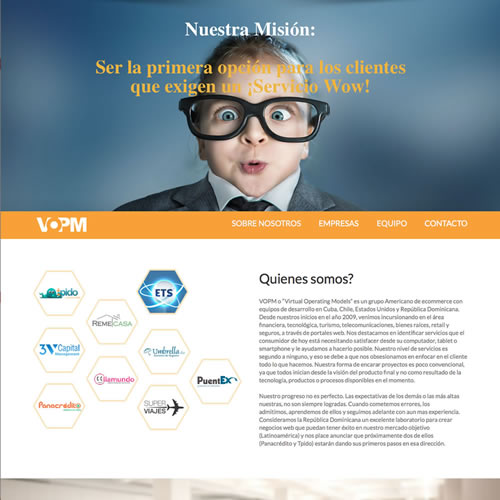 Nuestra Misión:
Ser la primera opción para los clientes
que exigen un ¡Servicio Wow!
VOPM
SOBRE NOSOTROS EMPRESAS EQUIPO CONTACTO
tpido
ETS
REMECASA
3V Capital
Management
Umbrella
Llamundo
PuentEX
Panacrédito
SUPER
VIAJES
Quienes somos?
VOPM o "Virtual Operating Models" es un grupo Americano de ecommerce con
equipos de desarrollo en Cuba, Chile, Estados Unidos y República Dominicana.
Desde nuestros inicios en el año 2009, venimos incursionando en el área
financiera, tecnológica, turismo, telecomunicaciones, bienes raíces, retail y
seguros, a través de portales web. Nos destacamos en identificar servicios que el
consumidor de hoy está necesitando satisfacer desde su computador, tablet o
smartphone y le ayudamos a hacerlo posible. Nuestro nivel de servicios es
segundo a ninguno, y eso se debe a que nos obsesionamos en enfocar en el cliente
todo lo que hacemos. Nuestra forma de encarar proyectos es poco convencional,
ya que todos inician desde la visión del producto final y no como resultado de la
tecnología, productos o procesos disponibles en el momento.
Nuestro progreso no es perfecto. Las expectativas de los demás o las más altas
nuestras, no son siempre logradas. Cuando cometemos errores, los
admitimos, aprendemos de ellos y seguimos adelante con aun mas experiencia.
Consideramos la República Dominicana un excelente laboratorio para crear
negocios web que puedan tener éxito en nuestro mercado objetivo
(Latinoamérica) y nos place anunciar que próximamente dos de ellos
(Panacrédito y Tpido) estarán dando sus primeros pasos en esa dirección.